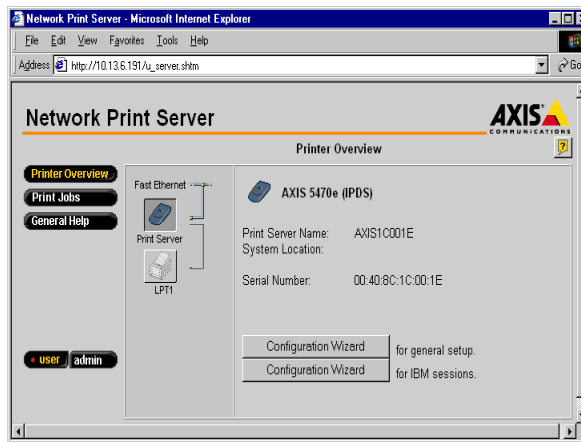 Network Print Server - Microsoft Internet Explorer
File Edit View Favorites Tools Help
Address http://10.13.6.191/u_server.shtm Go
Network Print Server
AXIS
COMMUNICATIONS
Printer Overview
?
Printer Overview
Print Jobs
General Help
Fast Ethernet
Print Server
LPT1
AXIS 5470e (IPDS)
Print Server Name: AXIS1C001E
System Location:
Serial Number: 00:40:8C:1C:00:1E
Configuration Wizard for general setup.
Configuration Wizard for IBM sessions.
user admin